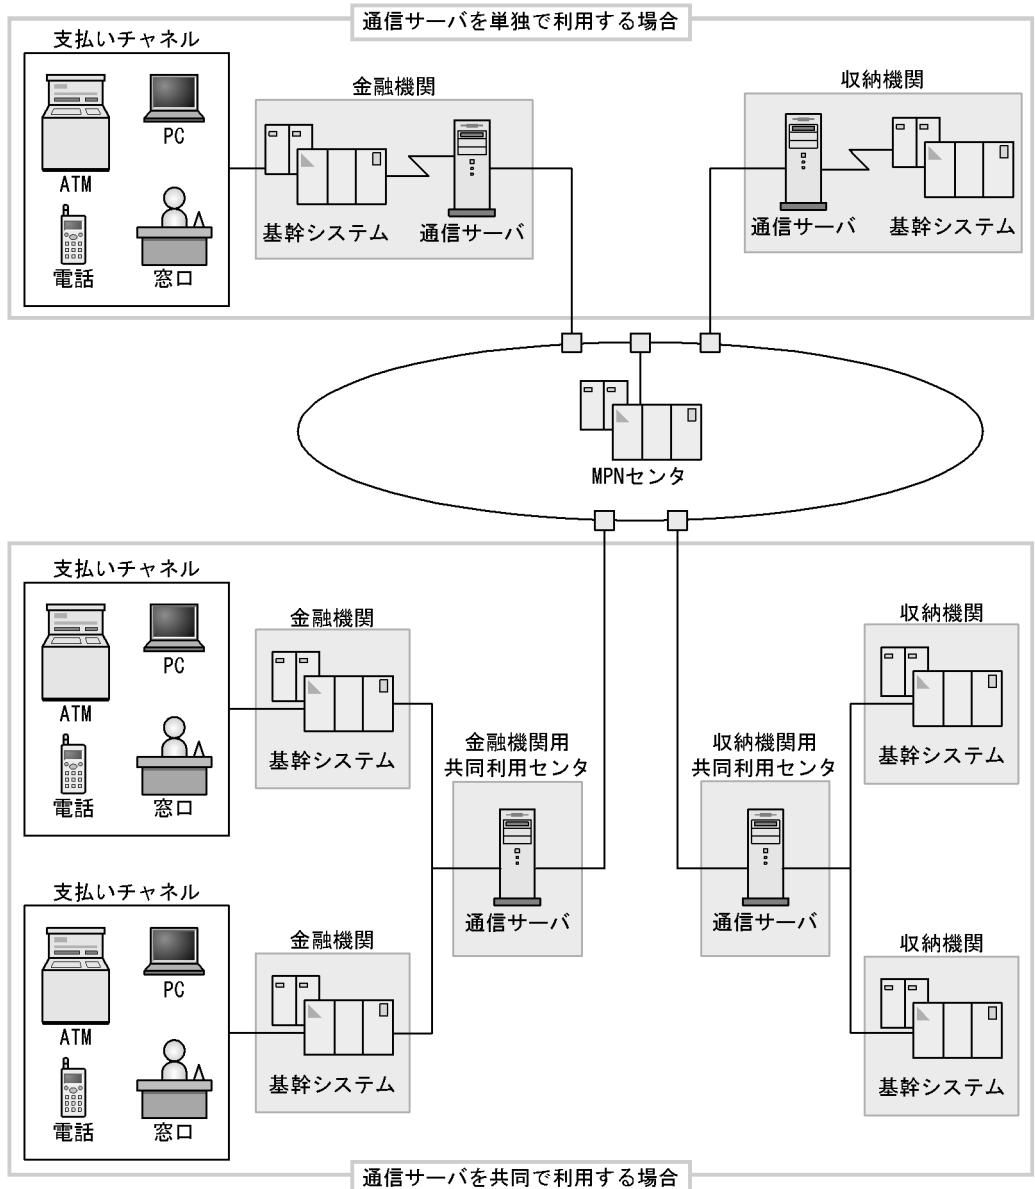 通信サーバを単独で利用する場合
支払いチャネル
ATM
PC
電話
窓口
金融機関
基幹システム
通信サーバ
収納機関
通信サーバ
基幹システム
MPNセンタ
支払いチャネル
ATM
PC
電話
窓口
金融機関
基幹システム
支払いチャネル
ATM
PC
電話
窓口
金融機関
基幹システム
金融機関用
共同利用センタ
通信サーバ
収納機関用
共同利用センタ
通信サーバ
収納機関
基幹システム
収納機関
基幹システム
通信サーバを共同で利用する場合